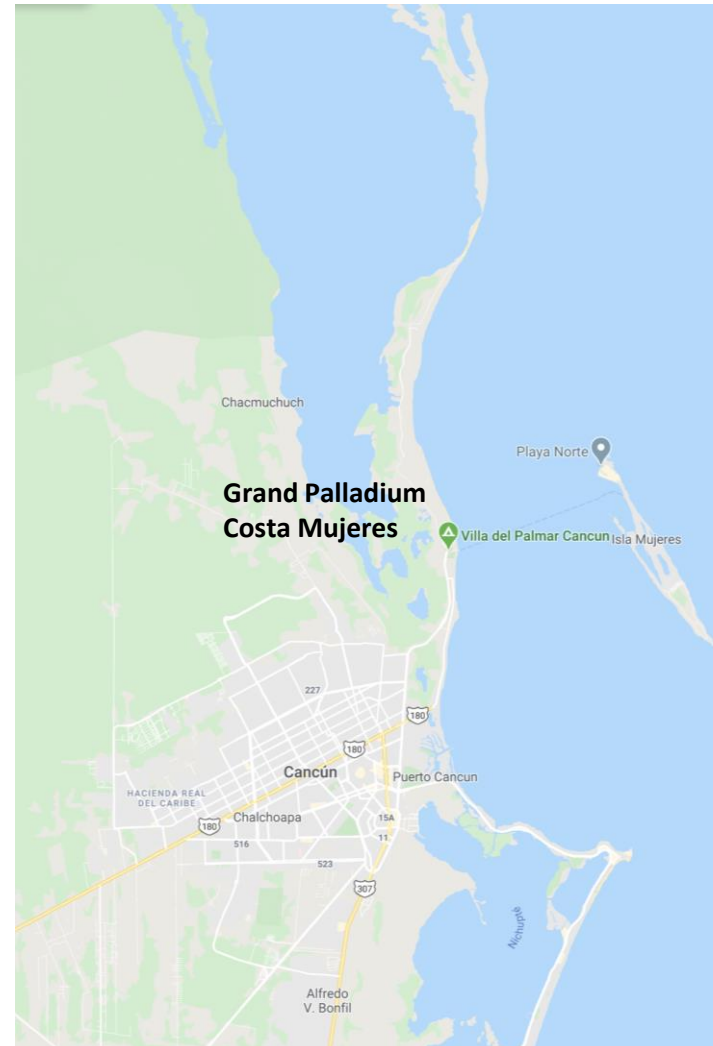 Chacmuchuch
Playa Norte
Grand Palladium
Costa Mujeres
Villa del Palmar Cancun
Isla Mujeres
227
180
180
Cancún
Puerto Cancun
HACIENDA REAL
DEL CARIBE
Chalchoapa
180
15A
11
516
523
307
Nichupté
Alfredo
V. Bonfil